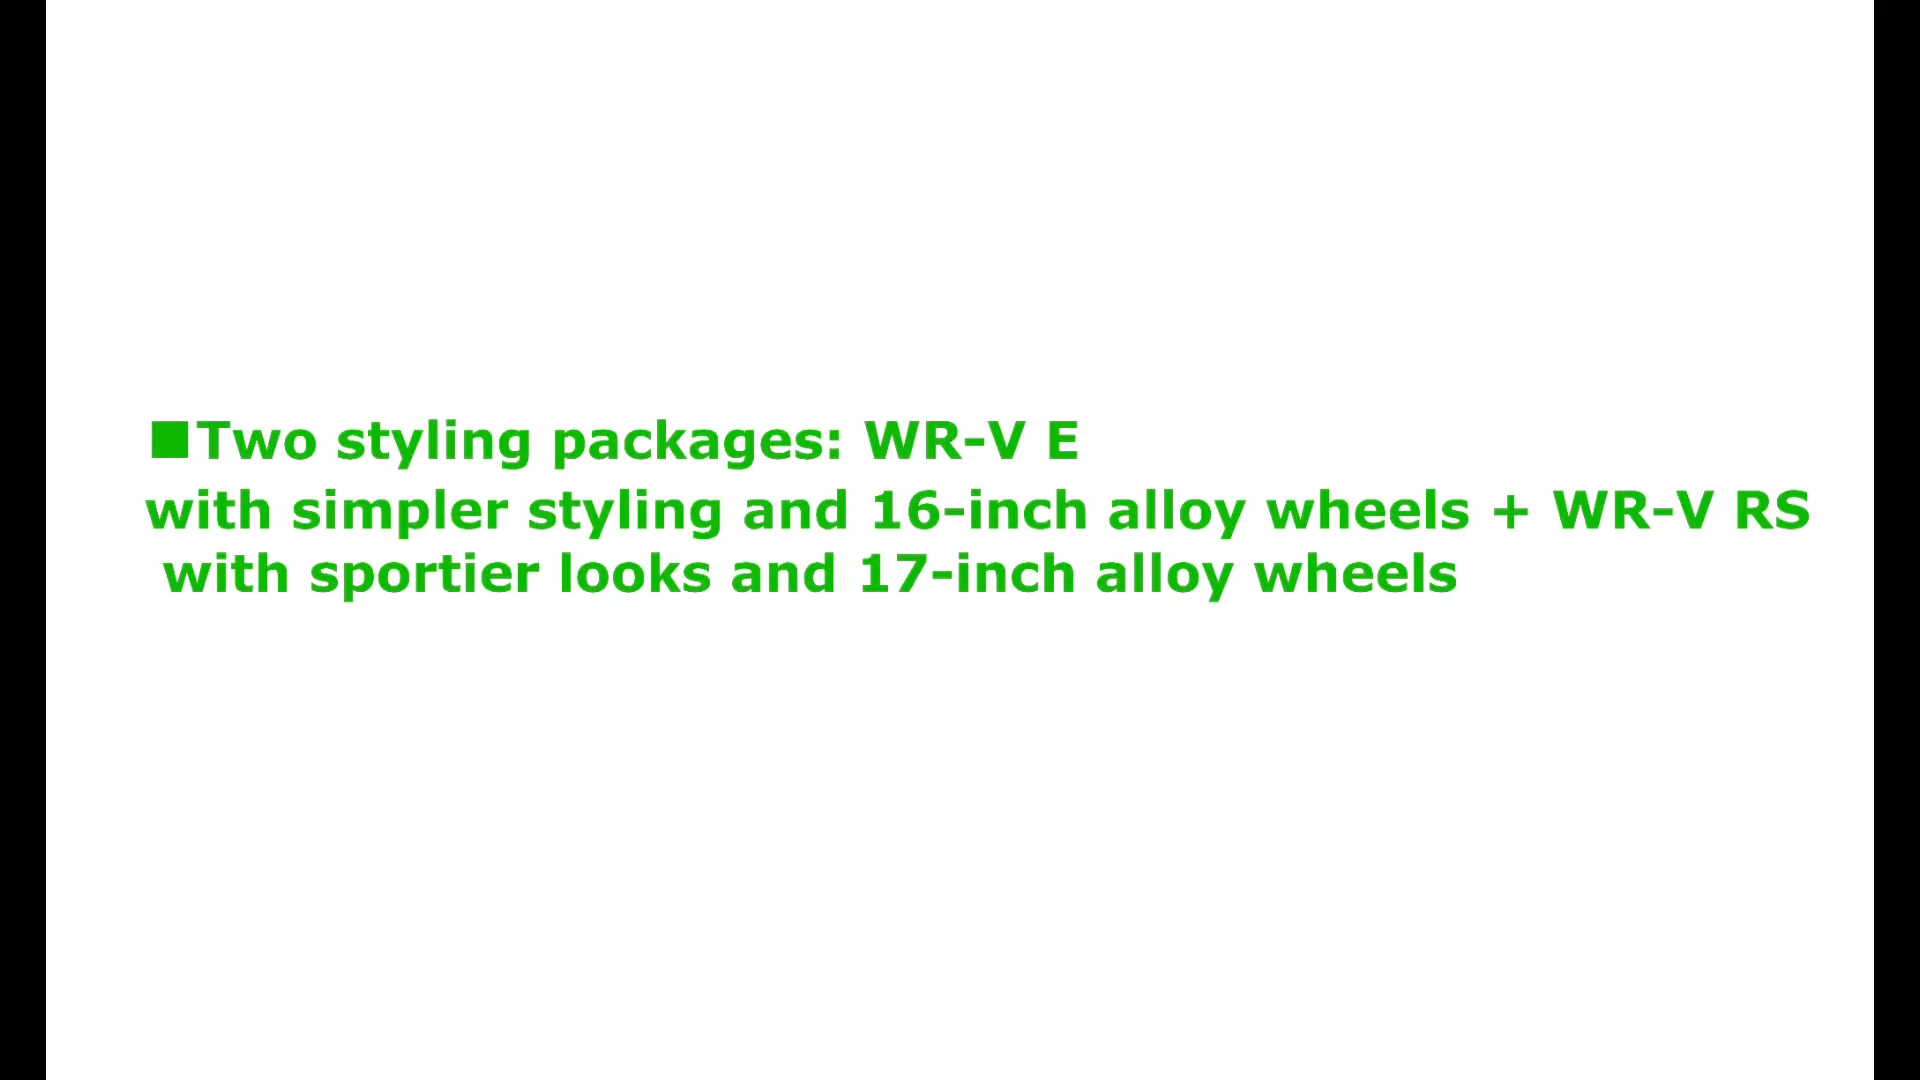 ■Two styling packages: WR-V E
with simpler styling and 16-inch alloy wheels + WR-V RS
with sportier looks and 17-inch alloy wheels